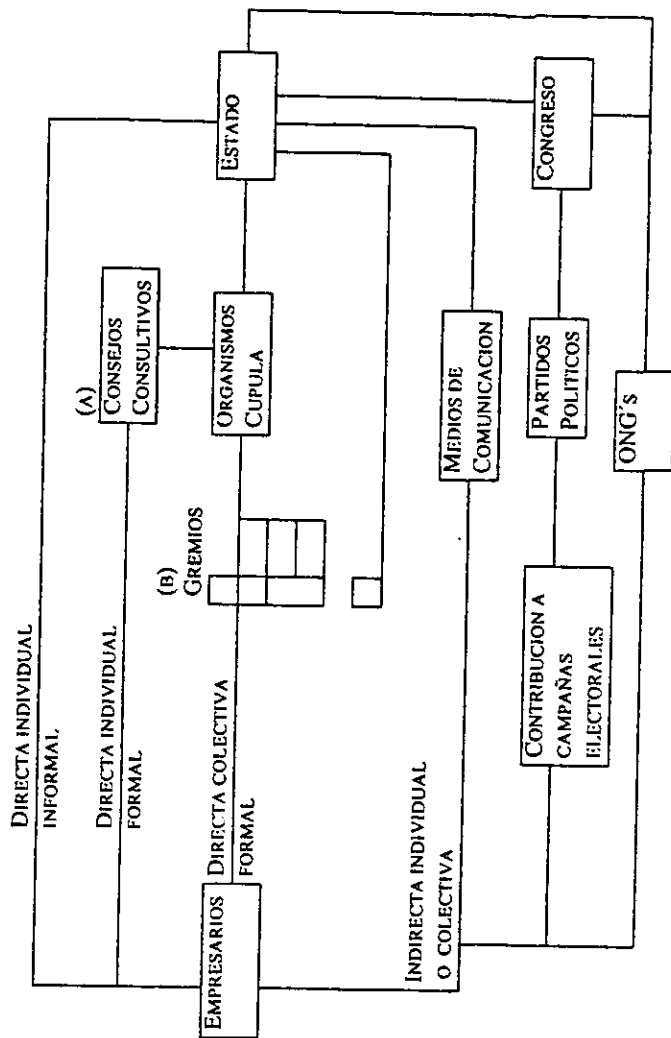 DIRECTA INDIVIDUAL
INFORMAL
DIRECTA INDIVIDUAL
FORMAL
(A)
CONSEJOS
CONSULTIVOS
(B)
GREMIOS
EMPRESARIOS
DIRECTA COLECTIVA
FORMAL
ORGANISMOS
CUPULA
ESTADO
INDIRECTA INDIVIDUAL
O COLECTIVA
MEDIOS DE
COMUNICACION
CONTRIBUCION A
CAMPAÑAS
ELECTORALES
PARTIDOS
POLITICOS
CONGRESO
ONG´s